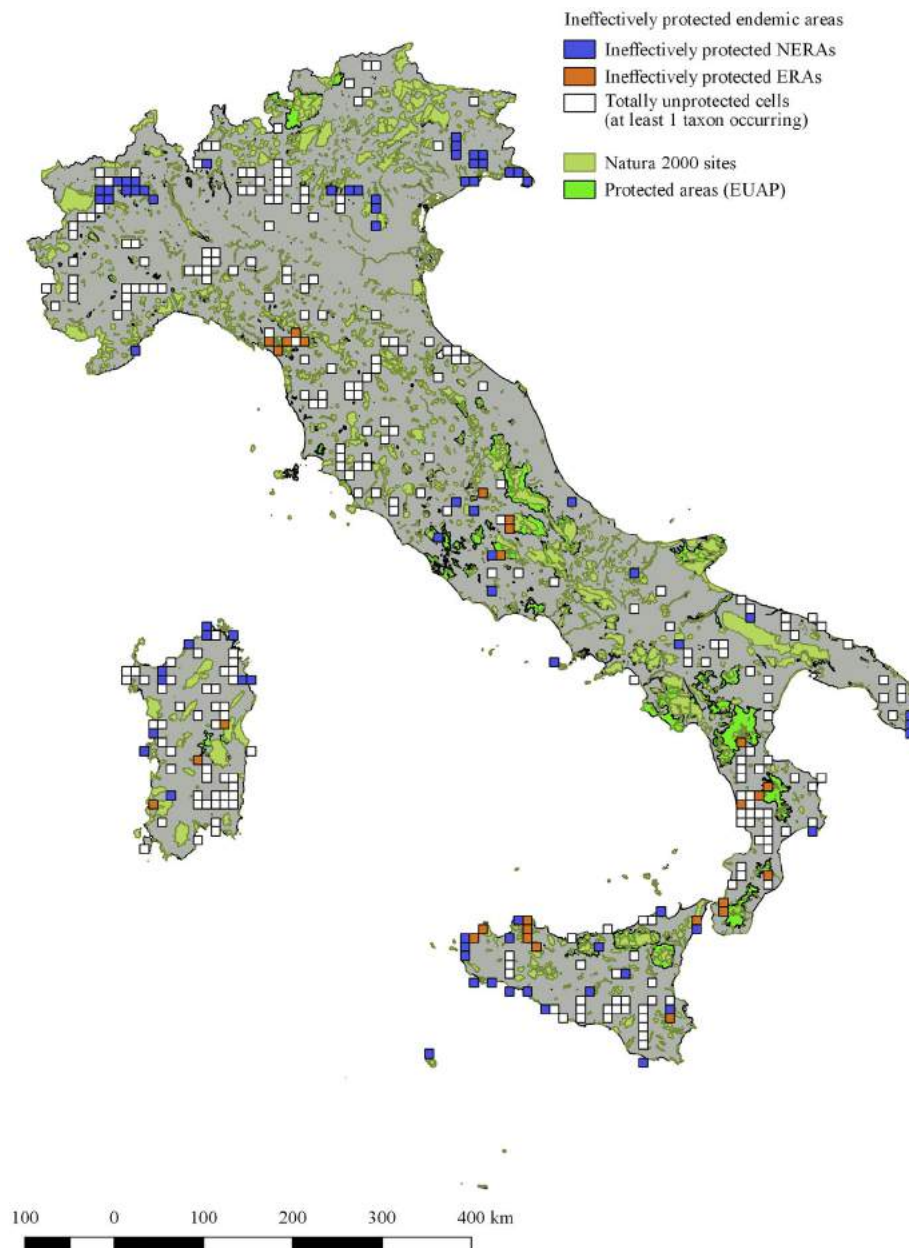 Ineffectively protected endemic areas
Ineffectively protected NERAs
Ineffectively protected ERAs
Totally unprotected cells
(at least 1 taxon occurring)
Natura 2000 sites
Protected areas (EUAP)
100 0 100 200 300 400 km